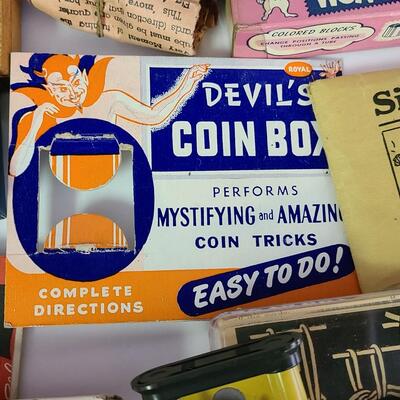 COLORED BLOCKS
CHANGE POSITIONS PASSING
THROUGH A TUBE
ROYAL
DEVIL'S
COIN BOX
PERFORMS
MYSTIFYING and AMAZING
COIN TRICKS
EASY TO DO!
COMPLETE
DIRECTIONS